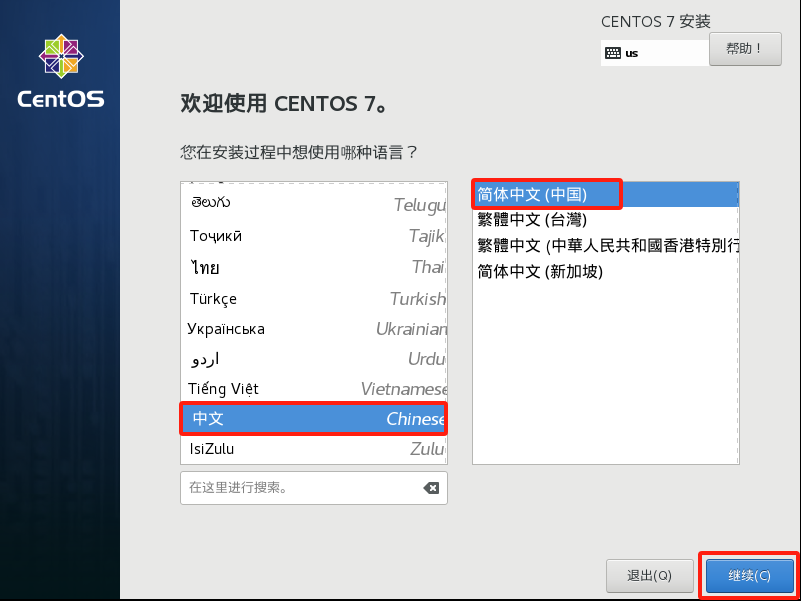 CENTOS 7 安装
us
帮助！
CentOS
欢迎使用 CENTOS 7。
您在安装过程中想使用哪种语言？
తెలుగు Telugu
Тоҷикӣ Tajik
ไทย Thai
Türkçe Turkish
Українська Ukrainian
اردو Urdu
Tiếng Việt Vietnamese
中文 Chinese
IsiZulu Zulu
简体中文 (中国)
繁體中文 (台灣)
繁體中文 (中華人民共和國香港特別行
简体中文 (新加坡)
在这里进行搜索。
退出(Q)
继续(C)